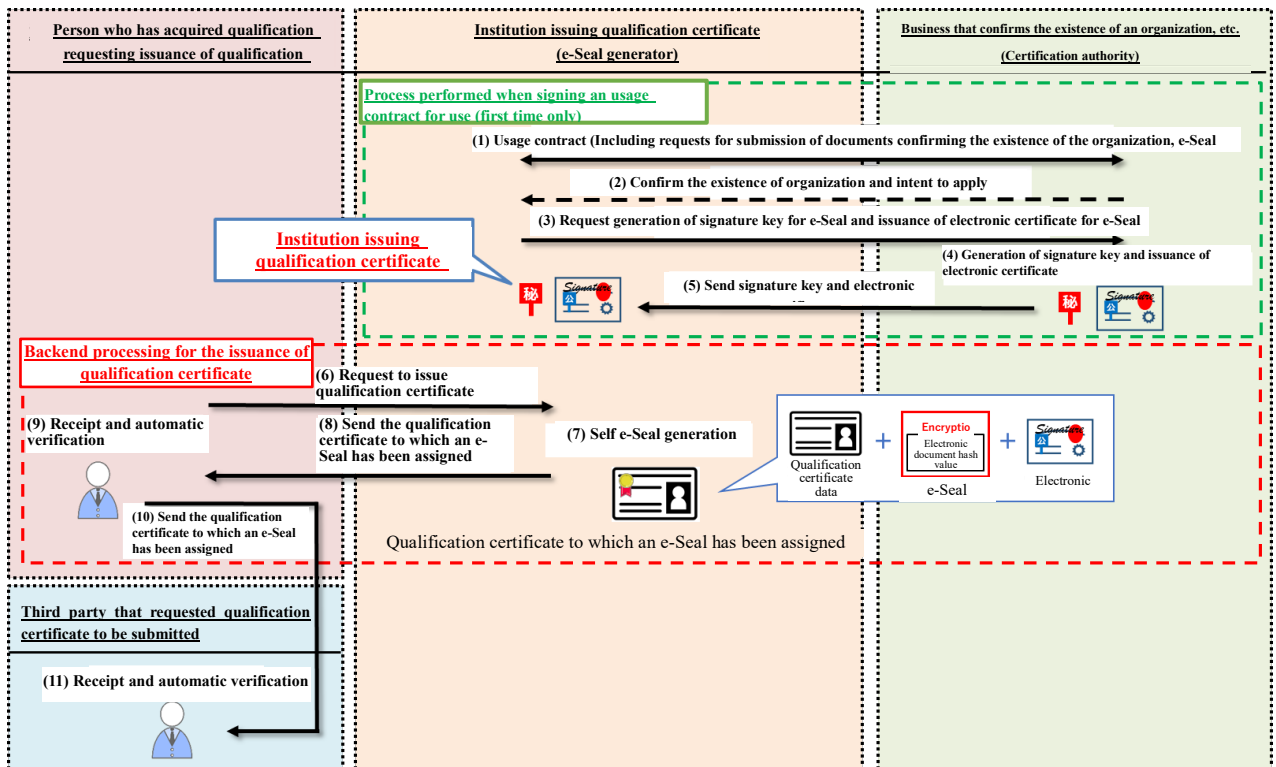 Person who has acquired qualification
requesting issuance of qualification
Institution issuing qualification certificate
(e-Seal generator)
Business that confirms the existence of an organization, etc.
(Certification authority)
Process performed when signing an usage
contract for use (first time only)
(1) Usage contract (Including requests for submission of documents confirming the existence of the organization, e-Seal
(2) Confirm the existence of organization and intent to apply
(3) Request generation of signature key for e-Seal and issuance of electronic certificate for e-Seal
Institution issuing
qualification certificate
(4) Generation of signature key and issuance of
electronic certificate
(5) Send signature key and electronic
秘
Signature
公
秘
Signature
公
Backend processing for the issuance of
qualification certificate
(6) Request to issue
qualification certificate
(9) Receipt and automatic
verification
(8) Send the qualification
certificate to which an e-
Seal has been assigned
(7) Self e-Seal generation
Qualification
certificate
data
+
Encryptio
Electronic
document hash
value
e-Seal
+
Signature
公
Electronic
(10) Send the qualification
certificate to which an e-Seal
has been assigned
Qualification certificate to which an e-Seal has been assigned
Third party that requested qualification
certificate to be submitted
(11) Receipt and automatic verification